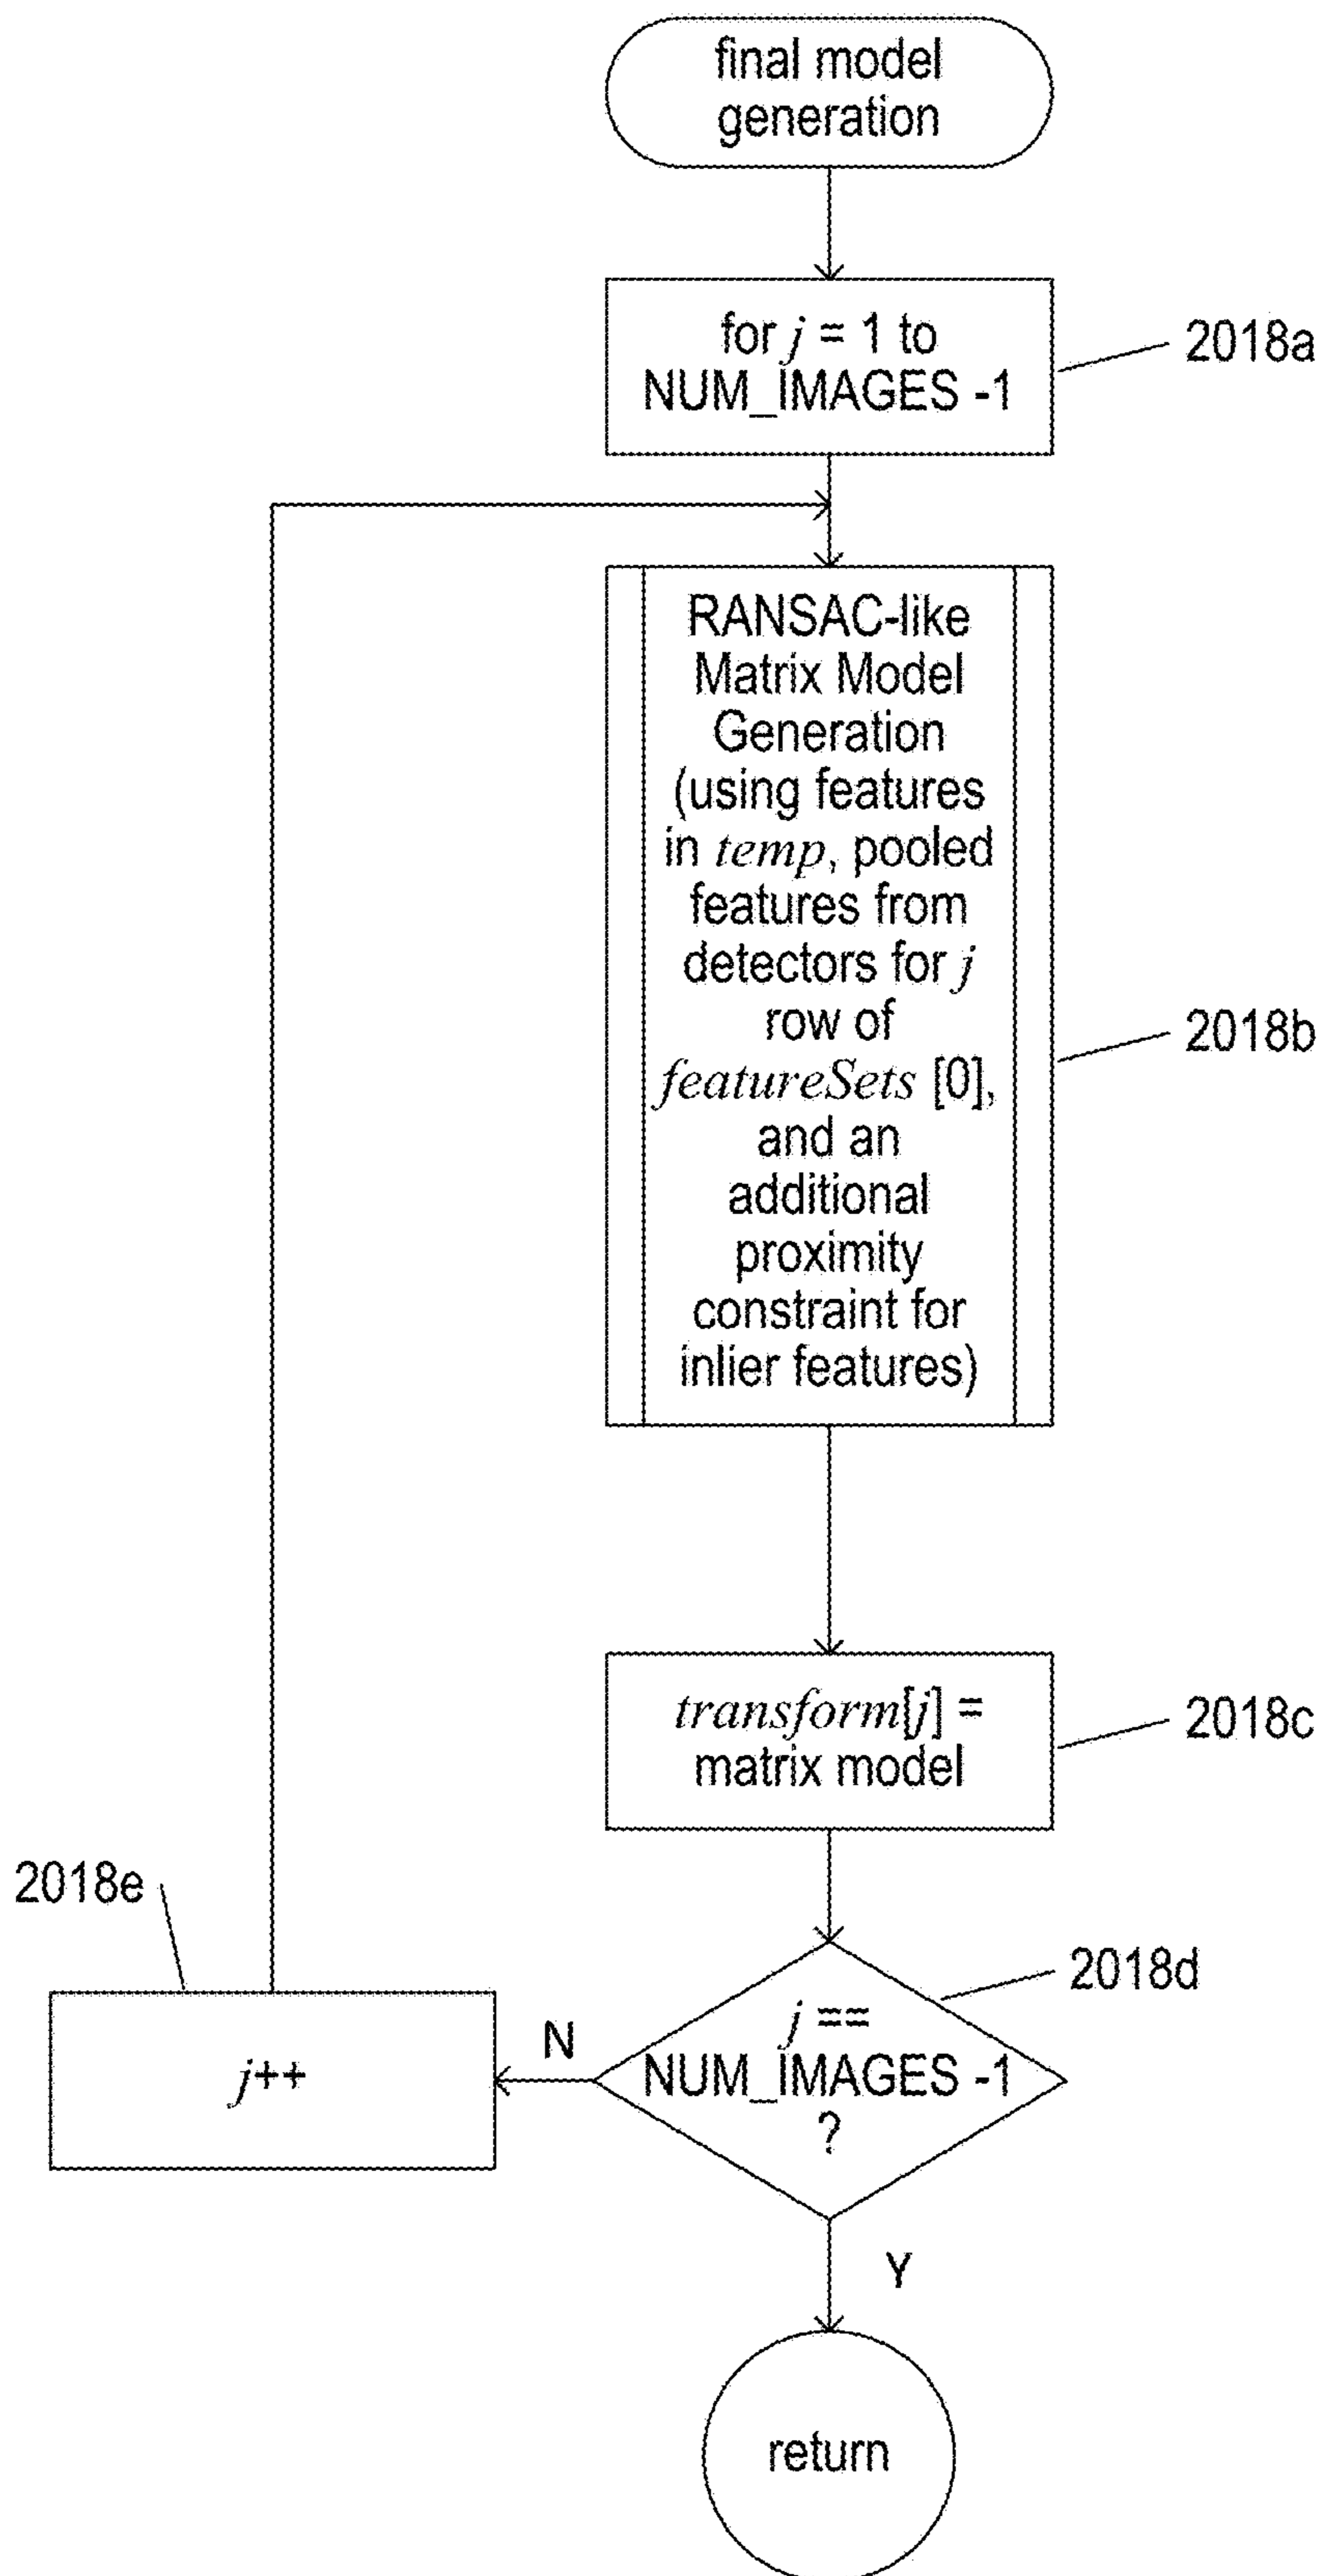 final model
generation
for j = 1 to
NUM_IMAGES -1
2018a
RANSAC-like
Matrix Model
Generation
(using features
in temp, pooled
features from
detectors for j
row of
featureSets [0],
and an
additional
proximity
constraint for
inlier features)
2018b
transform[j] =
matrix model
2018c
2018e
2018d
j ==
NUM_IMAGES -1
?
N
j++
Y
return